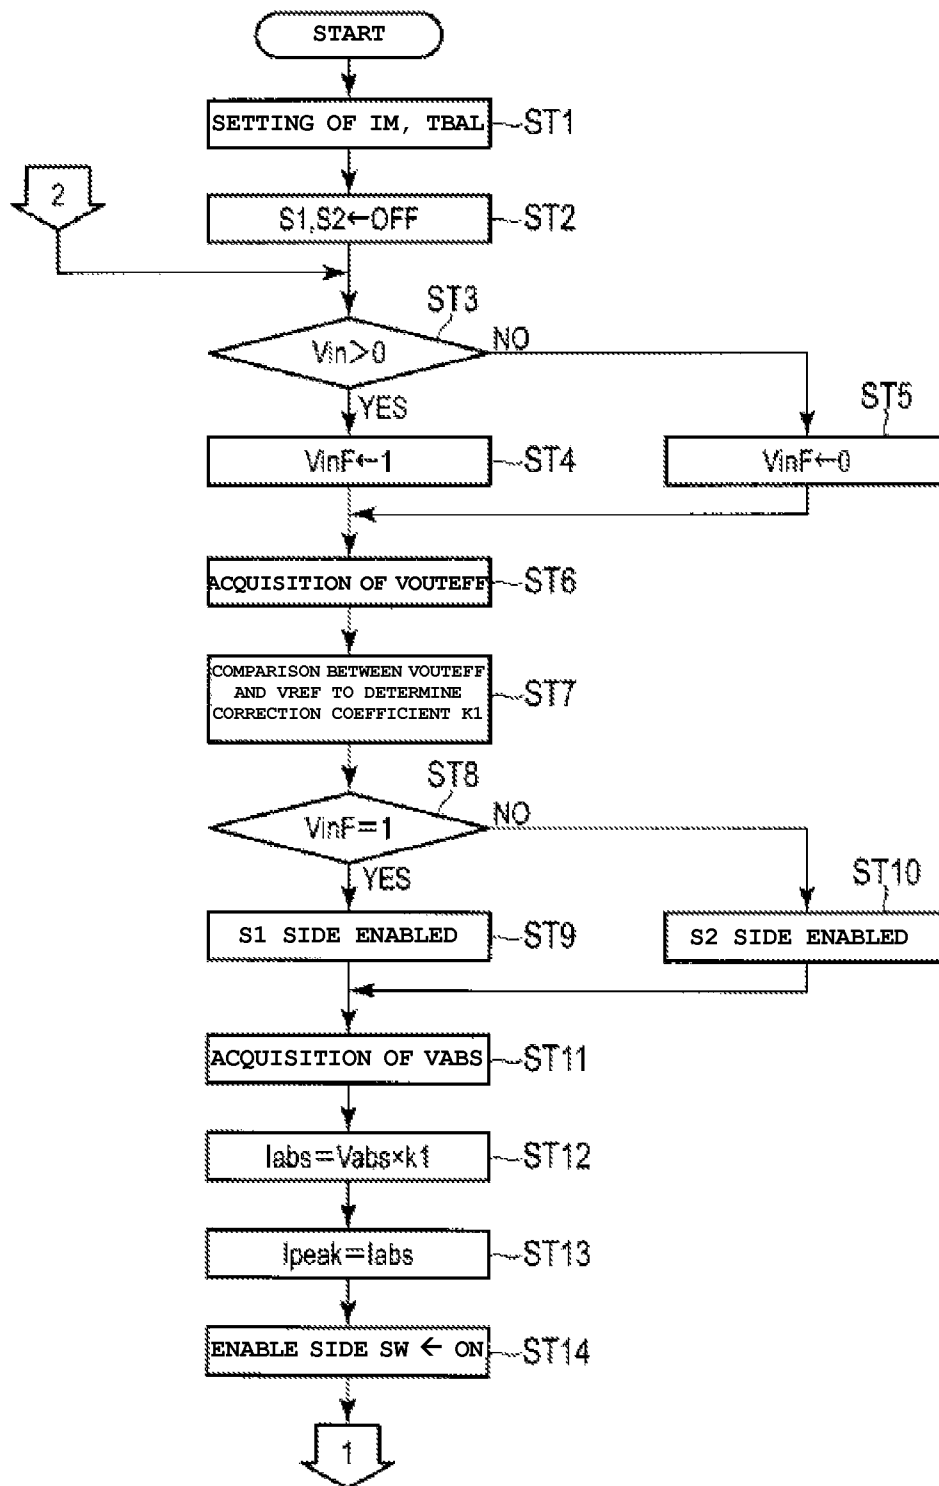 START
SETTING OF IM, TBAL
ST1
2
S1,S2←OFF
ST2
ST3
Vin>0
NO
YES
ST5
VinF←1
ST4
VinF←0
ACQUISITION OF VOUTEFF
ST6
COMPARISON BETWEEN VOUTEFF
AND VREF TO DETERMINE
CORRECTION COEFFICIENT K1
ST7
ST8
VinF=1
NO
YES
ST10
S1 SIDE ENABLED
ST9
S2 SIDE ENABLED
ACQUISITION OF VABS
ST11
Iabs=Vabs×k1
ST12
Ipeak=Iabs
ST13
ENABLE SIDE SW ← ON
ST14
1